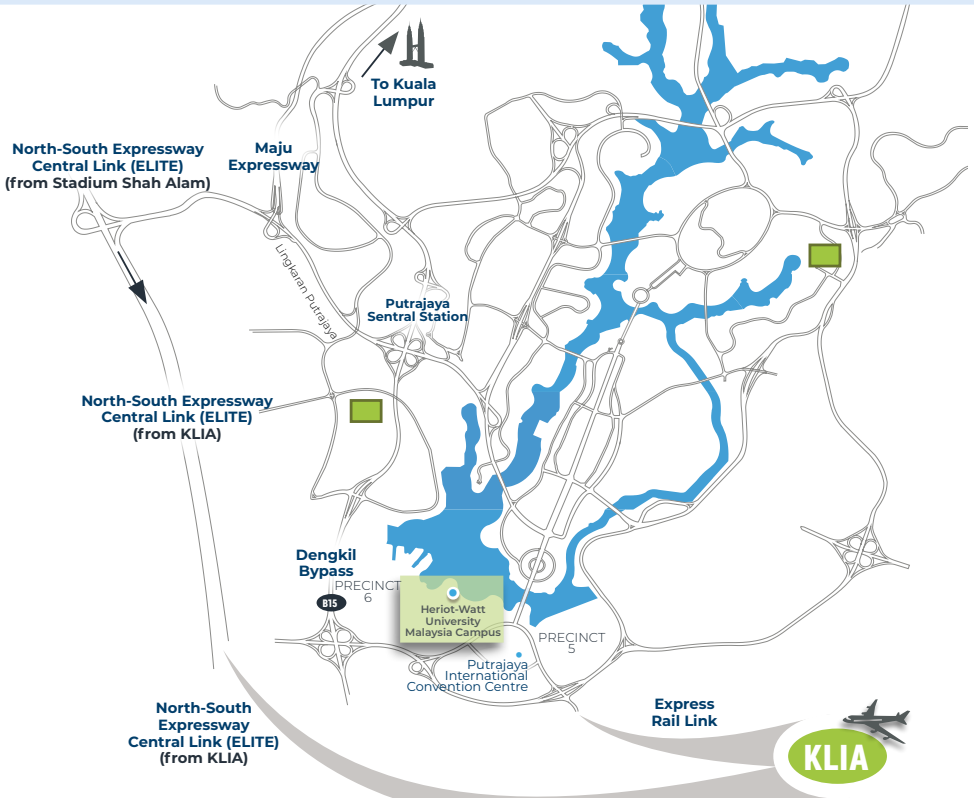 To Kuala
Lumpur
North-South Expressway
Central Link (ELITE)
(from Stadium Shah Alam)
Maju
Expressway
Lingkaran Putrajaya
Putrajaya
Sentral Station
North-South Expressway
Central Link (ELITE)
(from KLIA)
Dengkil
Bypass
PRECINCT
6
B15
Heriot-Watt
University
Malaysia Campus
PRECINCT
5
Putrajaya
International
Convention Centre
North-South
Expressway
Central Link (ELITE)
(from KLIA)
Express
Rail Link
KLIA